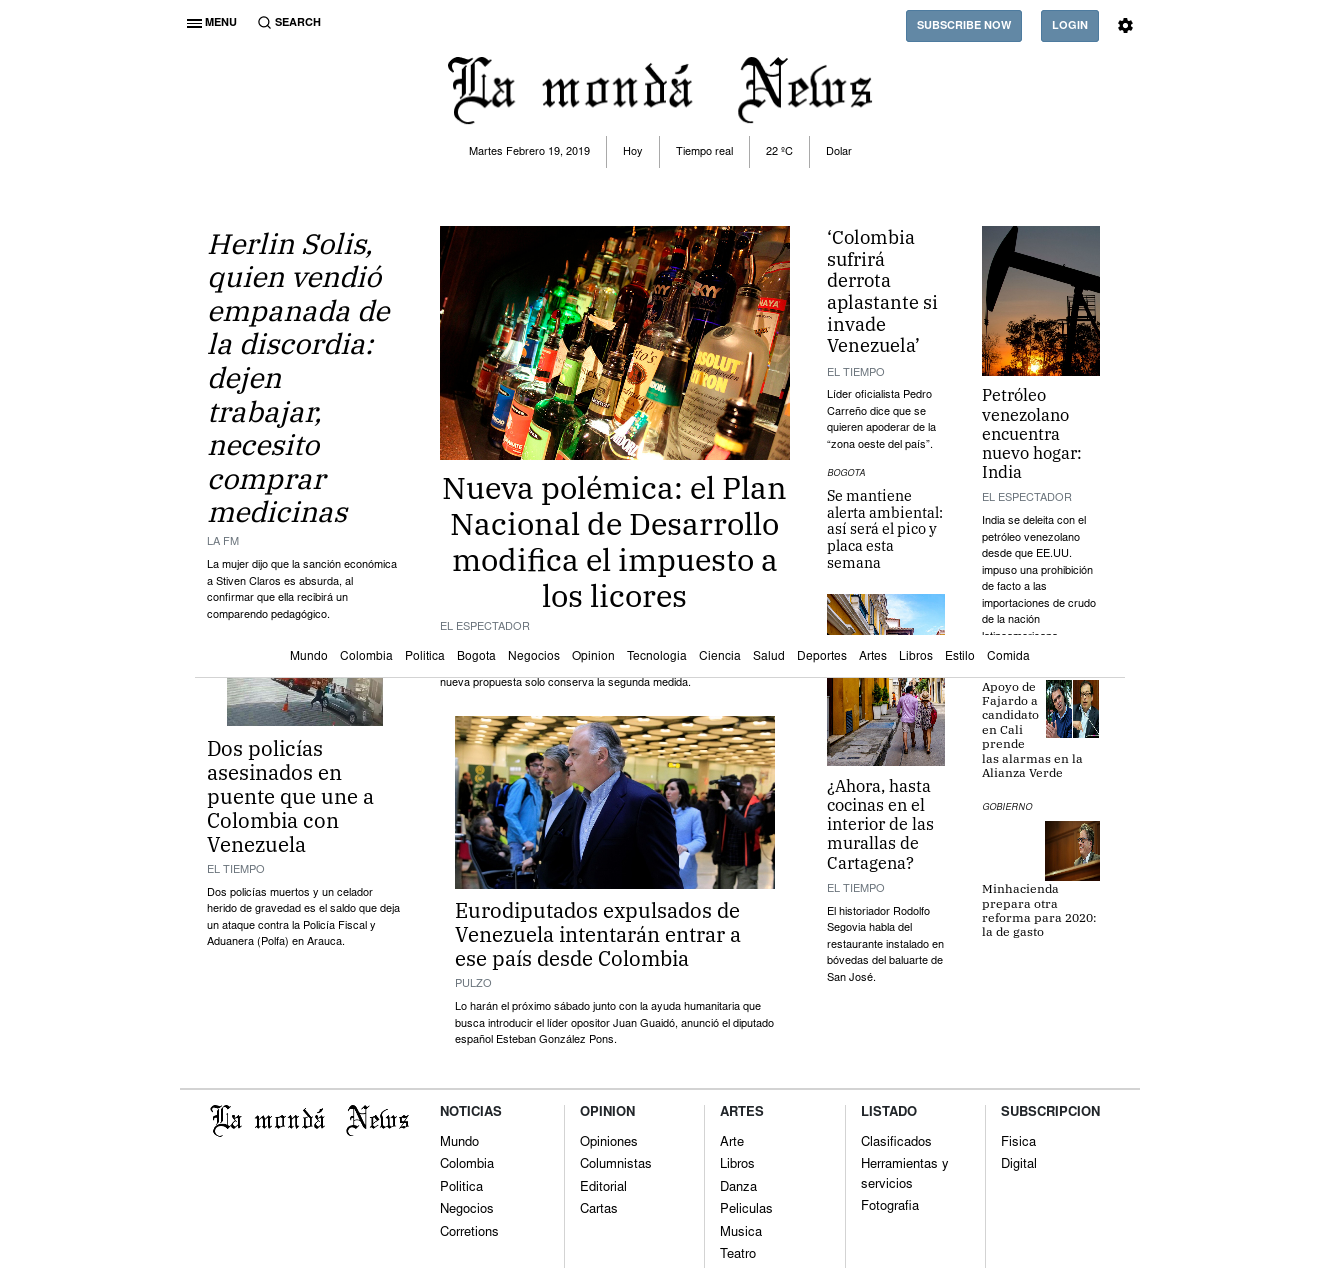 MENU
SEARCH
SUBSCRIBE NOW
LOGIN
La mondá News
Martes Febrero 19, 2019
Hoy
Tiempo real
22 ºC
Dolar
Herlin Solis,
quien vendió
empanada de
la discordia:
dejen
trabajar,
necesito
comprar
medicinas
LA FM
La mujer dijo que la sanción económica
a Stiven Claros es absurda, al
confirmar que ella recibirá un
comparendo pedagógico.
Nueva polémica: el Plan
Nacional de Desarrollo
modifica el impuesto a
los licores
EL ESPECTADOR
‘Colombia
sufrirá
derrota
aplastante si
invade
Venezuela’
EL TIEMPO
Líder oficialista Pedro
Carreño dice que se
quieren apoderar de la
“zona oeste del país”.
BOGOTA
Se mantiene
alerta ambiental:
así será el pico y
placa esta
semana
Petróleo
venezolano
encuentra
nuevo hogar:
India
EL ESPECTADOR
India se deleita con el
petróleo venezolano
desde que EE.UU.
impuso una prohibición
de facto a las
importaciones de crudo
de la nación
Mundo Colombia Politica Bogota Negocios Opinion Tecnologia Ciencia Salud Deportes Artes Libros Estilo Comida
nueva propuesta solo conserva la segunda medida.
Dos policías
asesinados en
puente que une a
Colombia con
Venezuela
EL TIEMPO
Dos policías muertos y un celador
herido de gravedad es el saldo que deja
un ataque contra la Policía Fiscal y
Aduanera (Polfa) en Arauca.
Eurodiputados expulsados de
Venezuela intentarán entrar a
ese país desde Colombia
PULZO
Lo harán el próximo sábado junto con la ayuda humanitaria que
busca introducir el líder opositor Juan Guaidó, anunció el diputado
español Esteban González Pons.
¿Ahora, hasta
cocinas en el
interior de las
murallas de
Cartagena?
EL TIEMPO
El historiador Rodolfo
Segovia habla del
restaurante instalado en
bóvedas del baluarte de
San José.
Apoyo de
Fajardo a
candidato
en Cali
prende
las alarmas en la
Alianza Verde
GOBIERNO
Minhacienda
prepara otra
reforma para 2020:
la de gasto
La mondá News
NOTICIAS
Mundo
Colombia
Politica
Negocios
Corretions
OPINION
Opiniones
Columnistas
Editorial
Cartas
ARTES
Arte
Libros
Danza
Peliculas
Musica
Teatro
LISTADO
Clasificados
Herramientas y
servicios
Fotografia
SUBSCRIPCION
Fisica
Digital